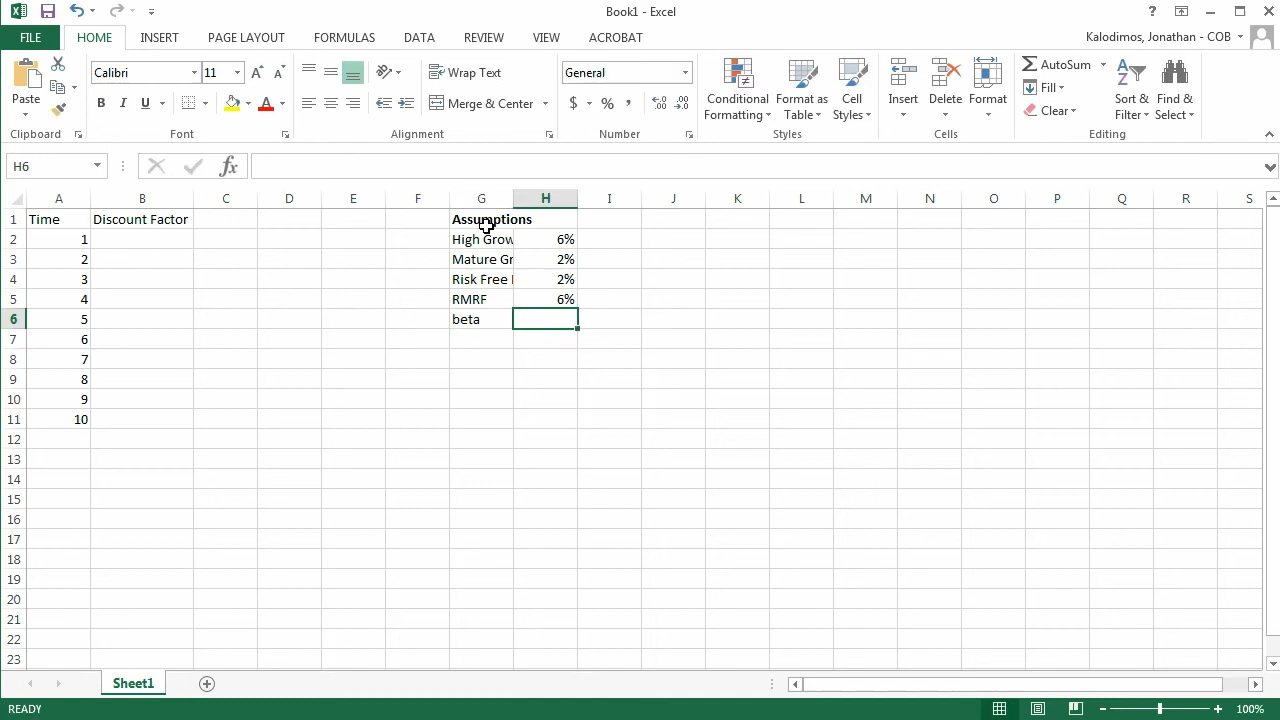 Book1 - Excel
FILE HOME INSERT PAGE LAYOUT FORMULAS DATA REVIEW VIEW ACROBAT
Kalodimos, Jonathan - COB
Calibri 11
Wrap Text
General
AutoSum
Paste
Conditional Formatting
Format as Table
Cell Styles
Insert Delete Format
Fill
Sort & Filter
Find & Select
B I U
Merge & Center
$ % ,
Clear
Clipboard Font Alignment Number Styles Cells Editing
H6 fx
A B C D E F G H I J K L M N O P Q R S
1 Time Discount Factor Assumptions
2 1 High Grow 6%
3 2 Mature Gr 2%
4 3 Risk Free 2%
5 4 RMRF 6%
6 5 beta
7 6
8 7
9 8
10 9
11 10
12
13
14
15
16
17
18
19
20
21
22
23
Sheet1
READY 100%